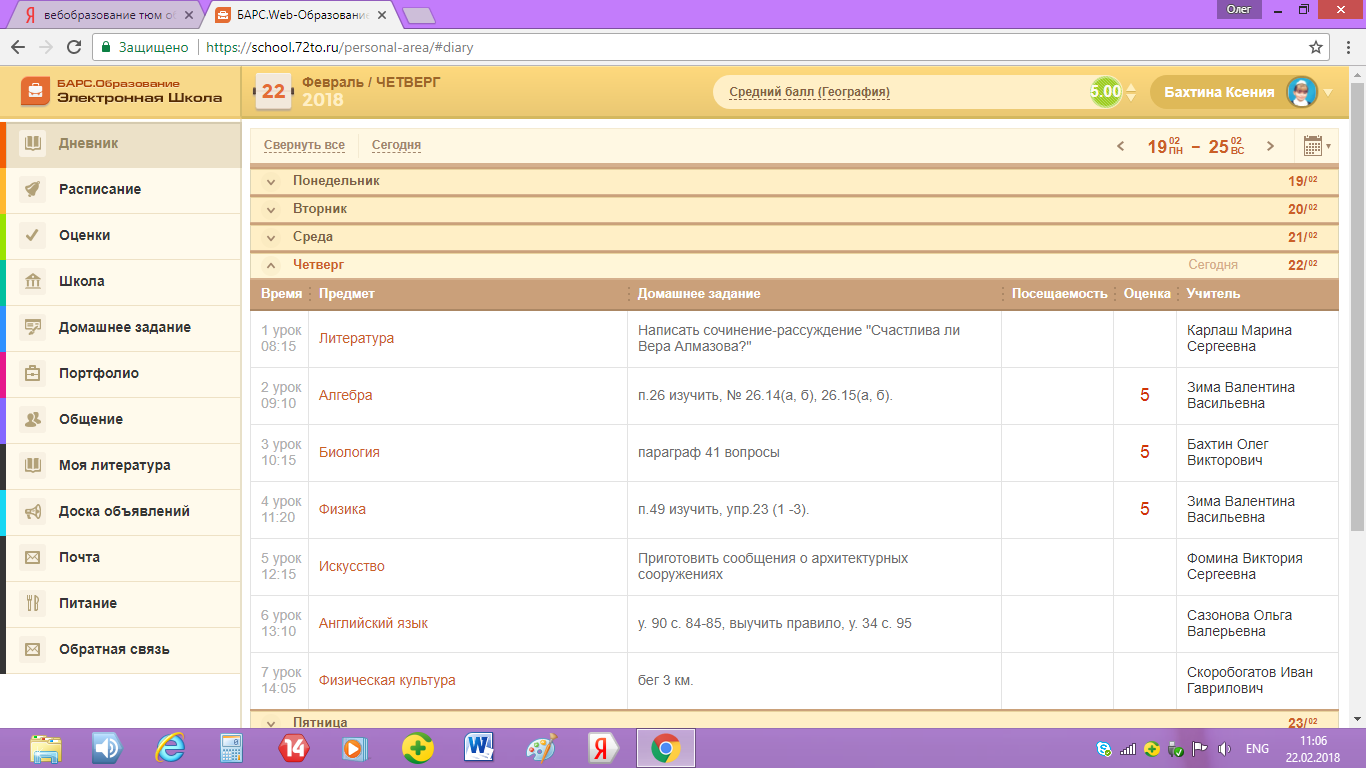 вебобразование тюм об
БАРС.Web-Образование
Олег
Защищено
https://school.72to.ru/personal-area/#diary
БАРС.Образование
Электронная Школа
22
Февраль / ЧЕТВЕРГ
2018
Средний балл (География)
5.00
Бахтина Ксения
Дневник
Расписание
Оценки
Школа
Домашнее задание
Портфолио
Общение
Моя литература
Доска объявлений
Почта
Питание
Обратная связь
Свернуть все
Сегодня
19 02 ПН – 25 02 ВС
Понедельник 19/02
Вторник 20/02
Среда 21/02
Четверг Сегодня 22/02
Время Предмет Домашнее задание Посещаемость Оценка Учитель
1 урок
08:15
Литература
Написать сочинение-рассуждение "Счастлива ли
Вера Алмазова?"
Карлаш Марина
Сергеевна
2 урок
09:10
Алгебра
п.26 изучить, № 26.14(а, б), 26.15(а, б).
5
Зима Валентина
Васильевна
3 урок
10:15
Биология
параграф 41 вопросы
5
Бахтин Олег
Викторович
4 урок
11:20
Физика
п.49 изучить, упр.23 (1 -3).
5
Зима Валентина
Васильевна
5 урок
12:15
Искусство
Приготовить сообщения о архитектурных
сооружениях
Фомина Виктория
Сергеевна
6 урок
13:10
Английский язык
у. 90 с. 84-85, выучить правило, у. 34 с. 95
Сазонова Ольга
Валерьевна
7 урок
14:05
Физическая культура
бег 3 км.
Скоробогатов Иван
Гаврилович
Пятница 23/02
14
ENG
11:06
22.02.2018